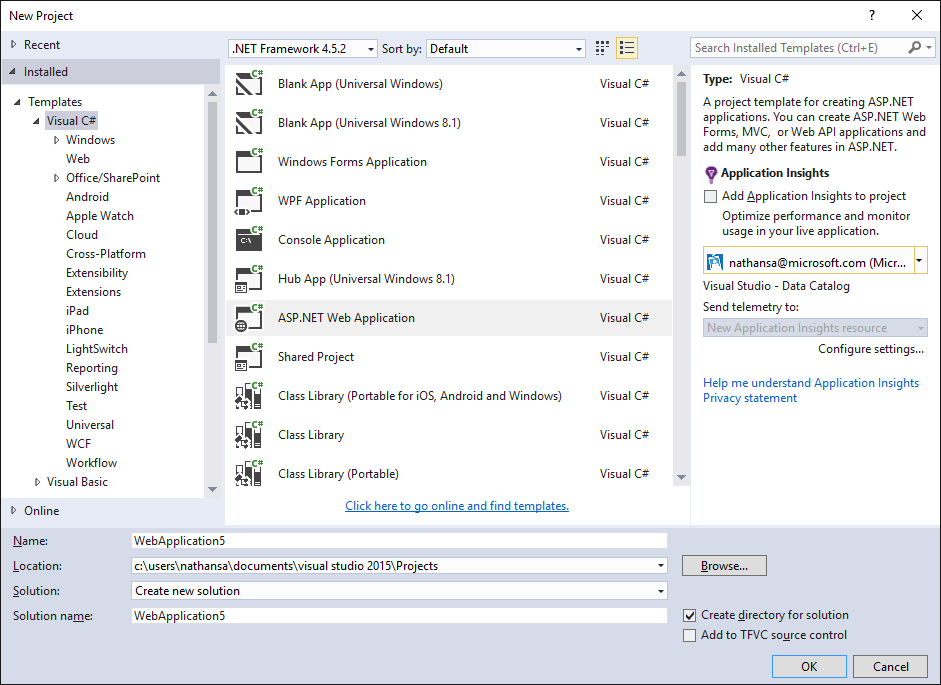 New Project
?
Recent
Installed
Templates
Visual C#
Windows
Web
Office/SharePoint
Android
Apple Watch
Cloud
Cross-Platform
Extensibility
Extensions
iPad
iPhone
LightSwitch
Reporting
Silverlight
Test
Universal
WCF
Workflow
Visual Basic
Online
.NET Framework 4.5.2 Sort by: Default
Blank App (Universal Windows) Visual C#
Blank App (Universal Windows 8.1) Visual C#
Windows Forms Application Visual C#
WPF Application Visual C#
Console Application Visual C#
Hub App (Universal Windows 8.1) Visual C#
ASP.NET Web Application Visual C#
Shared Project Visual C#
Class Library (Portable for iOS, Android and Windows) Visual C#
Class Library Visual C#
Class Library (Portable) Visual C#
Click here to go online and find templates.
Search Installed Templates (Ctrl+E)
Type: Visual C#
A project template for creating ASP.NET
applications. You can create ASP.NET Web
Forms, MVC, or Web API applications and
add many other features in ASP.NET.
Application Insights
Add Application Insights to project
Optimize performance and monitor
usage in your live application.
nathansa@microsoft.com (Micr...
Visual Studio - Data Catalog
Send telemetry to:
New Application Insights resource
Configure settings...
Help me understand Application Insights
Privacy statement
Name: WebApplication5
Location: c:\users\nathansa\documents\visual studio 2015\Projects Browse...
Solution: Create new solution
Solution name: WebApplication5
Create directory for solution
Add to TFVC source control
OK Cancel